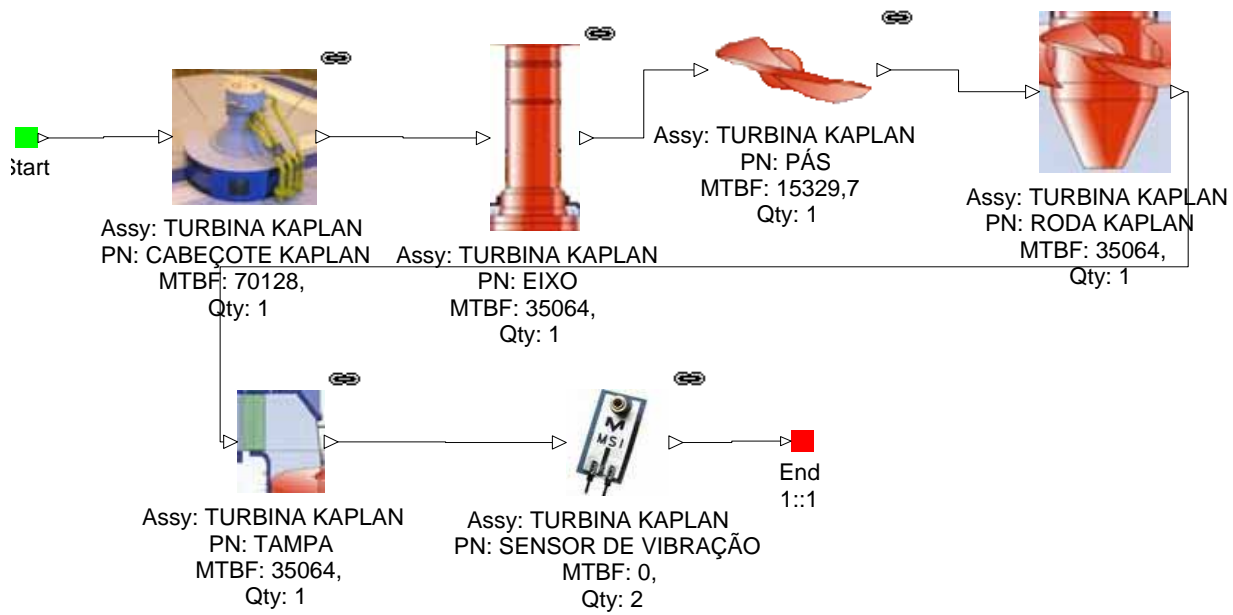 Start
Assy: TURBINA KAPLAN
PN: CABEÇOTE KAPLAN
MTBF: 70128,
Qty: 1
Assy: TURBINA KAPLAN
PN: EIXO
MTBF: 35064,
Qty: 1
Assy: TURBINA KAPLAN
PN: PÁS
MTBF: 15329,7
Qty: 1
Assy: TURBINA KAPLAN
PN: RODA KAPLAN
MTBF: 35064,
Qty: 1
Assy: TURBINA KAPLAN
PN: TAMPA
MTBF: 35064,
Qty: 1
M
MSI
Assy: TURBINA KAPLAN
PN: SENSOR DE VIBRAÇÃO
MTBF: 0,
Qty: 2
End
1::1